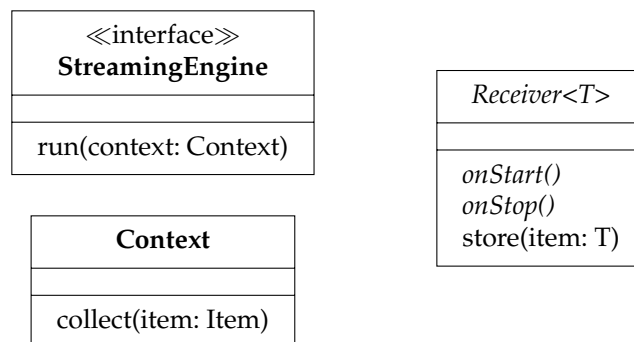 ≪interface≫
StreamingEngine
run(context: Context)
Context
collect(item: Item)
Receiver<T>
onStart()
onStop()
store(item: T)